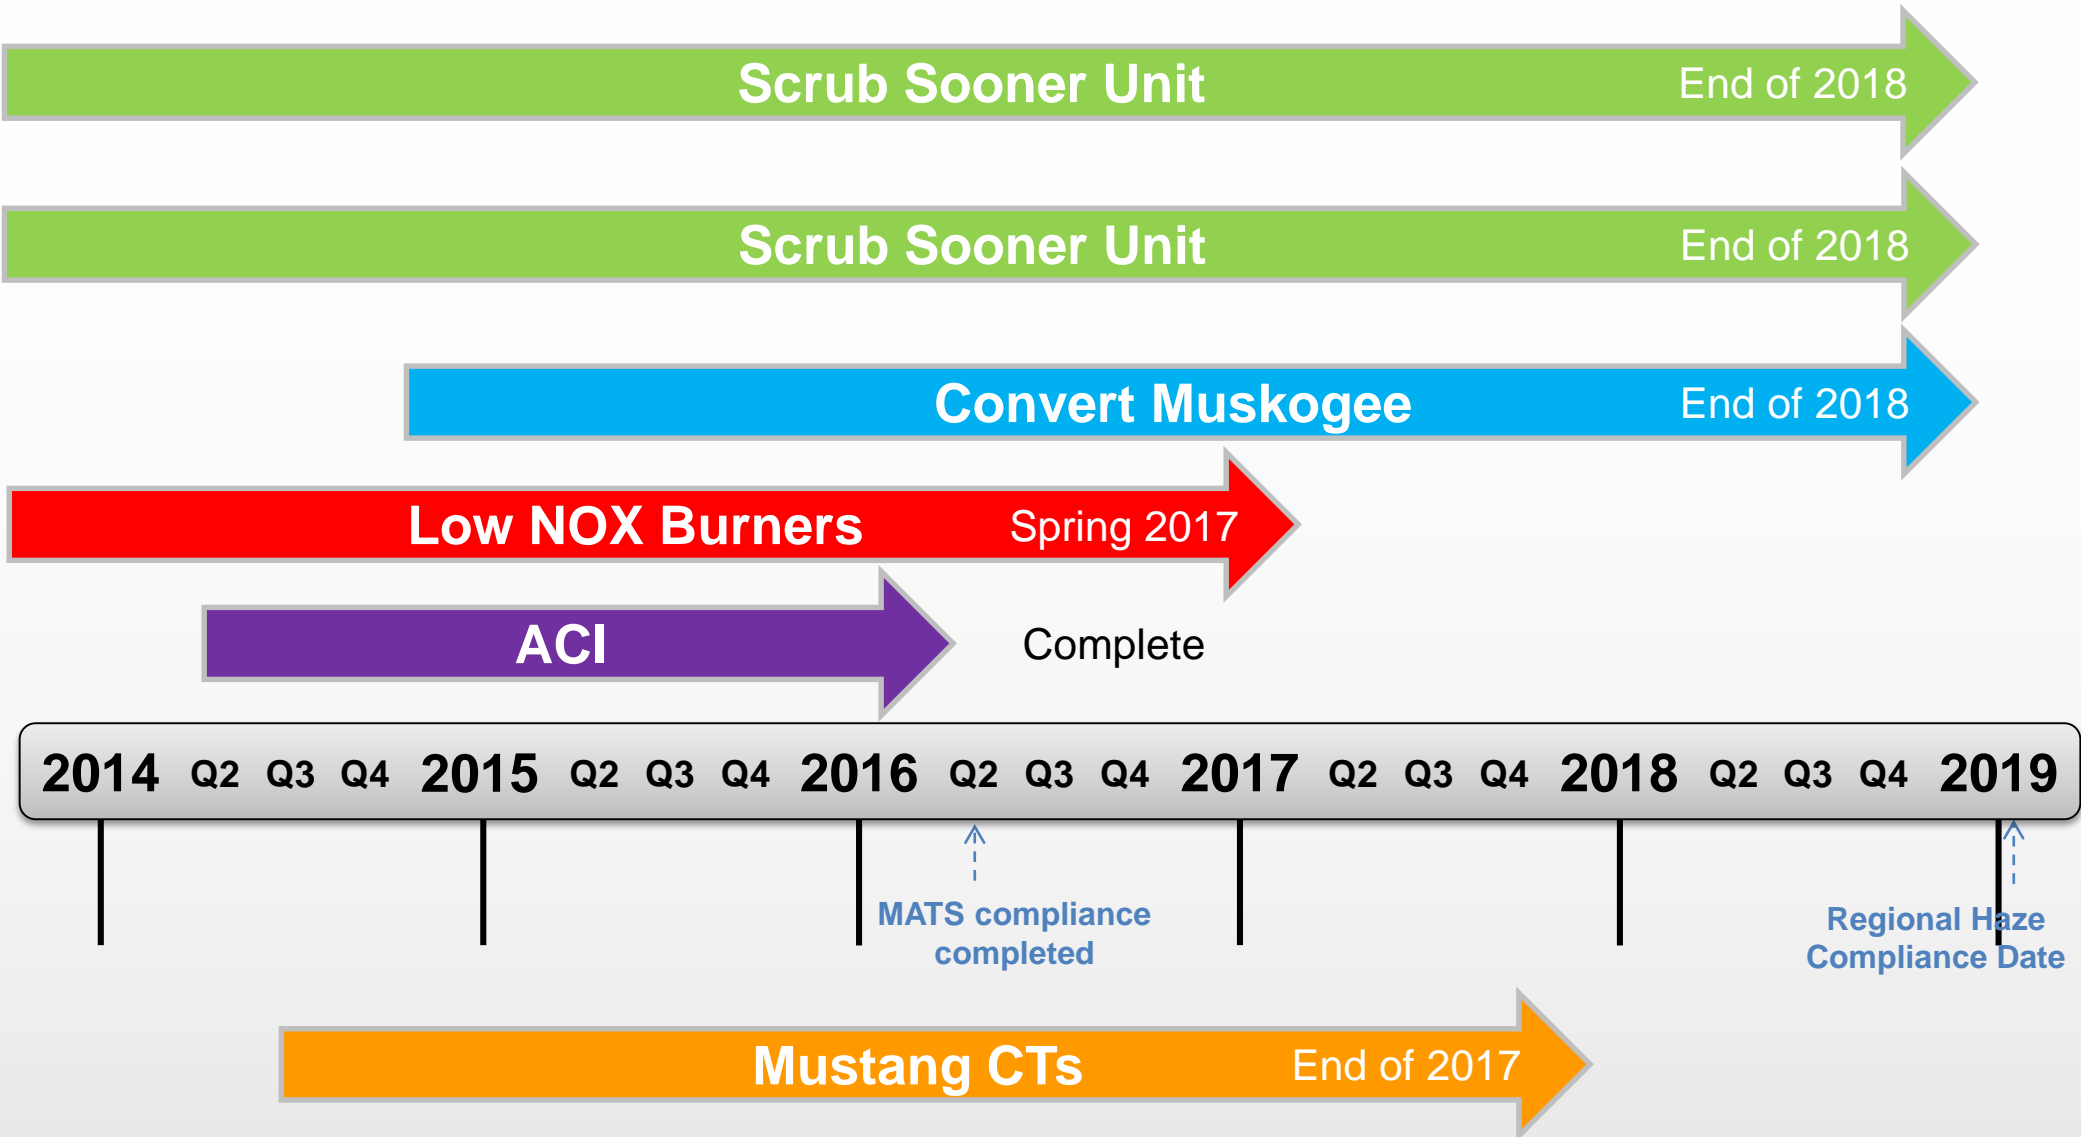 Scrub Sooner Unit End of 2018
Scrub Sooner Unit End of 2018
Convert Muskogee End of 2018
Low NOX Burners Spring 2017
ACI Complete
2014 Q2 Q3 Q4 2015 Q2 Q3 Q4 2016 Q2 Q3 Q4 2017 Q2 Q3 Q4 2018 Q2 Q3 Q4 2019
MATS compliance
completed
Regional Haze
Compliance Date
Mustang CTs End of 2017